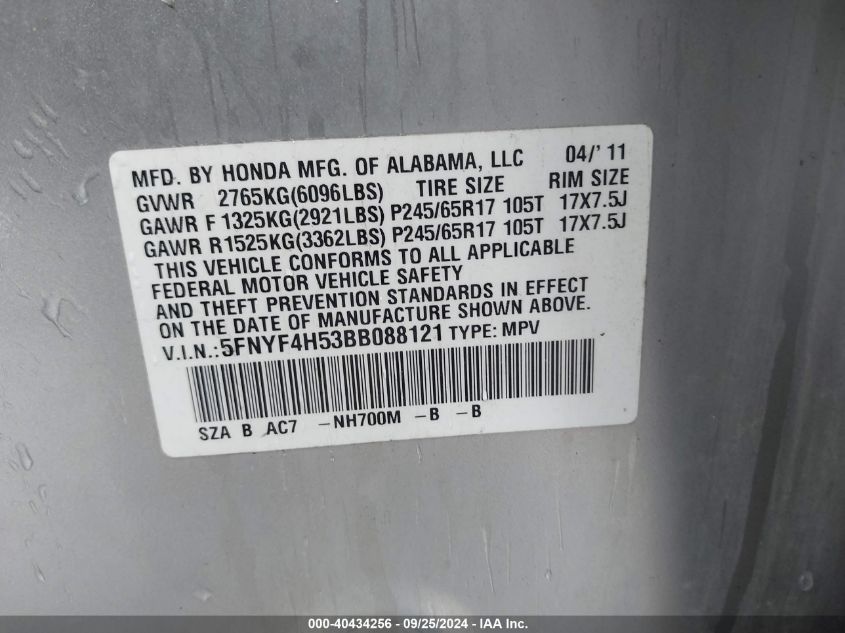 MFD. BY HONDA MFG. OF ALABAMA, LLC 04/' 11
GVWR 2765KG(6096LBS) TIRE SIZE RIM SIZE
GAWR F 1325KG(2921LBS) P245/65R17 105T 17X7.5J
GAWR R1525KG(3362LBS) P245/65R17 105T 17X7.5J
THIS VEHICLE CONFORMS TO ALL APPLICABLE
FEDERAL MOTOR VEHICLE SAFETY
AND THEFT PREVENTION STANDARDS IN EFFECT
ON THE DATE OF MANUFACTURE SHOWN ABOVE.
V.I.N.:5FNYF4H53BB088121 TYPE: MPV
SZA B AC7 -NH700M -B -B
000-40434256 - 09/25/2024 - IAA Inc.